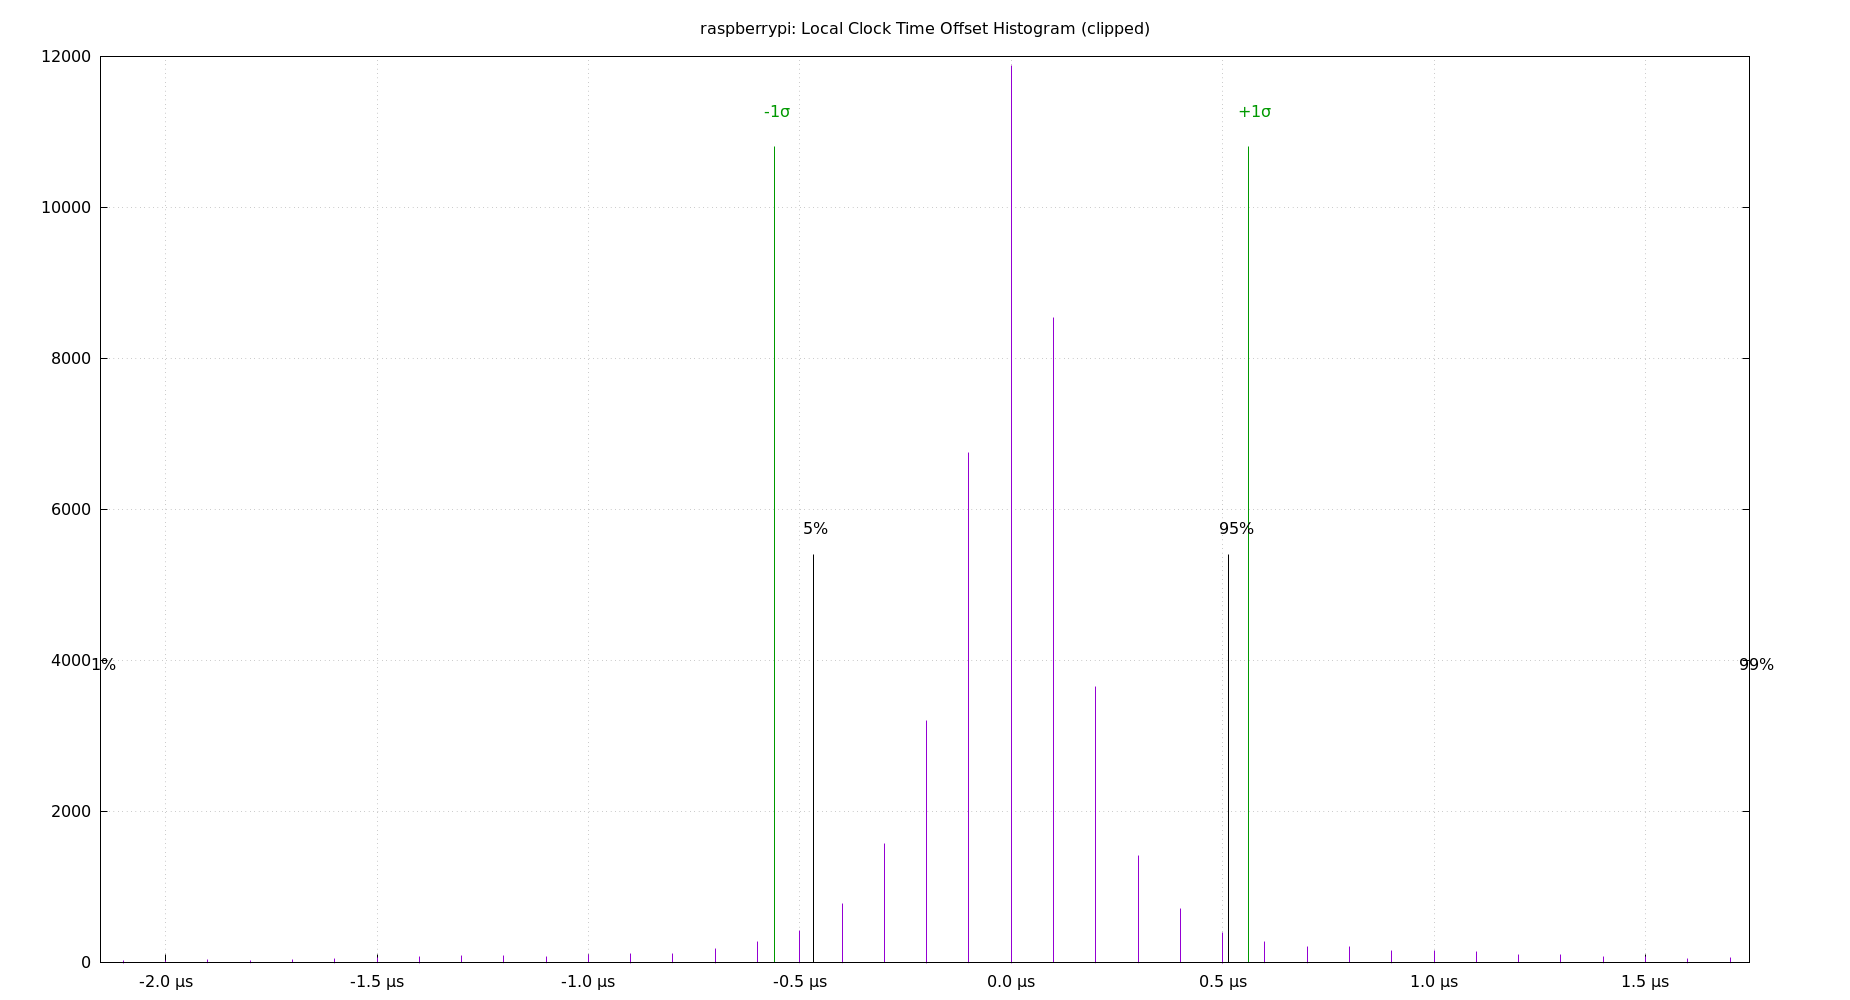 raspberrypi: Local Clock Time Offset Histogram (clipped)
12000
-1σ
+1σ
10000
8000
6000
5%
95%
4000
1%
99%
2000
0
-2.0 µs
-1.5 µs
-1.0 µs
-0.5 µs
0.0 µs
0.5 µs
1.0 µs
1.5 µs